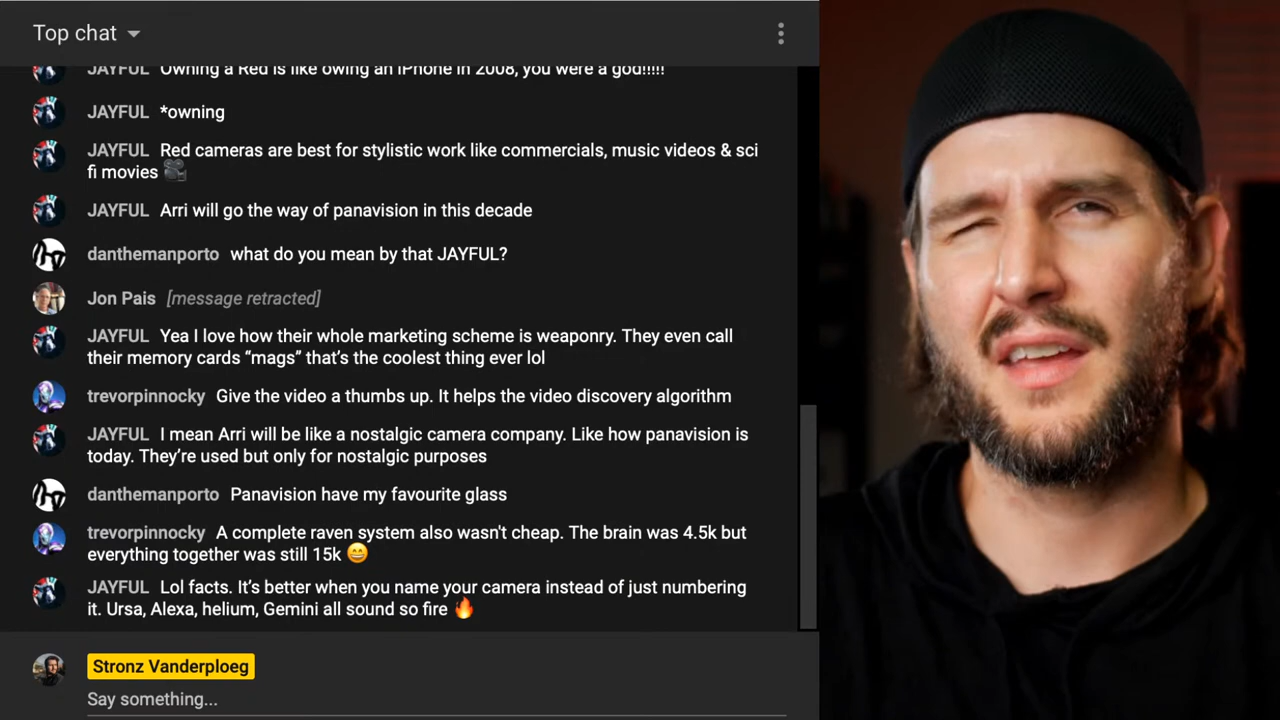 Top chat
JAYFUL Owning a Red is like owing an iPhone in 2008, you were a god!!!!!
JAYFUL *owning
JAYFUL Red cameras are best for stylistic work like commercials, music videos & sci
fi movies 🎥
JAYFUL Arri will go the way of panavision in this decade
danthemanporto what do you mean by that JAYFUL?
Jon Pais [message retracted]
JAYFUL Yea I love how their whole marketing scheme is weaponry. They even call
their memory cards “mags” that’s the coolest thing ever lol
trevorpinnocky Give the video a thumbs up. It helps the video discovery algorithm
JAYFUL I mean Arri will be like a nostalgic camera company. Like how panavision is
today. They’re used but only for nostalgic purposes
danthemanporto Panavision have my favourite glass
trevorpinnocky A complete raven system also wasn't cheap. The brain was 4.5k but
everything together was still 15k 😄
JAYFUL Lol facts. It’s better when you name your camera instead of just numbering
it. Ursa, Alexa, helium, Gemini all sound so fire 🔥
Stronz Vanderploeg
Say something...